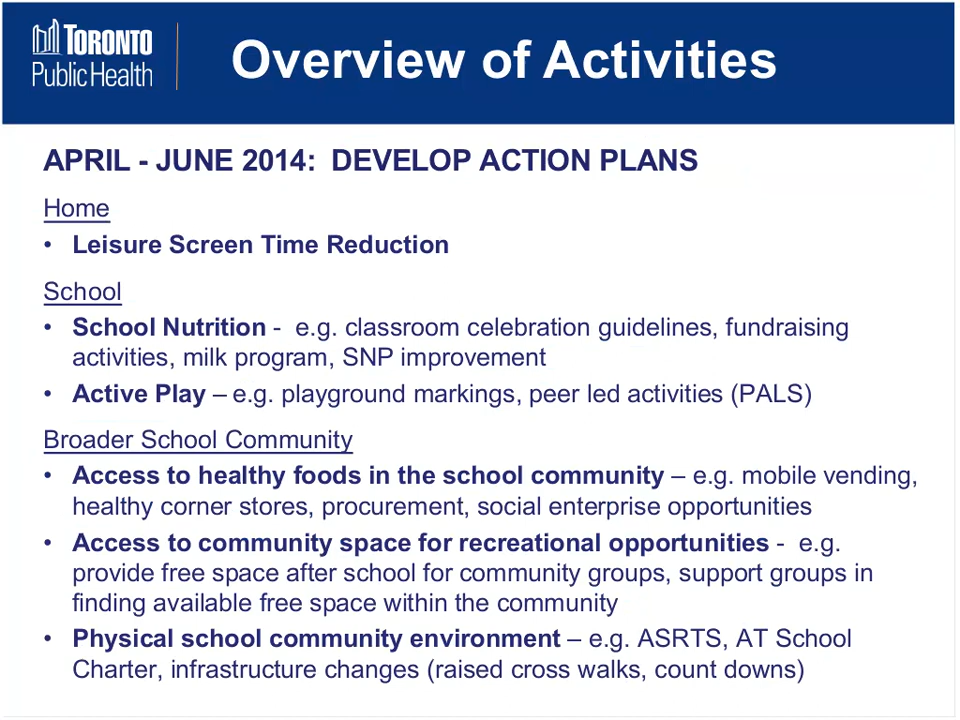 TORONTO
Public Health
Overview of Activities
APRIL - JUNE 2014: DEVELOP ACTION PLANS
Home
• Leisure Screen Time Reduction
School
• School Nutrition - e.g. classroom celebration guidelines, fundraising
activities, milk program, SNP improvement
• Active Play – e.g. playground markings, peer led activities (PALS)
Broader School Community
• Access to healthy foods in the school community – e.g. mobile vending,
healthy corner stores, procurement, social enterprise opportunities
• Access to community space for recreational opportunities - e.g.
provide free space after school for community groups, support groups in
finding available free space within the community
• Physical school community environment – e.g. ASRTS, AT School
Charter, infrastructure changes (raised cross walks, count downs)